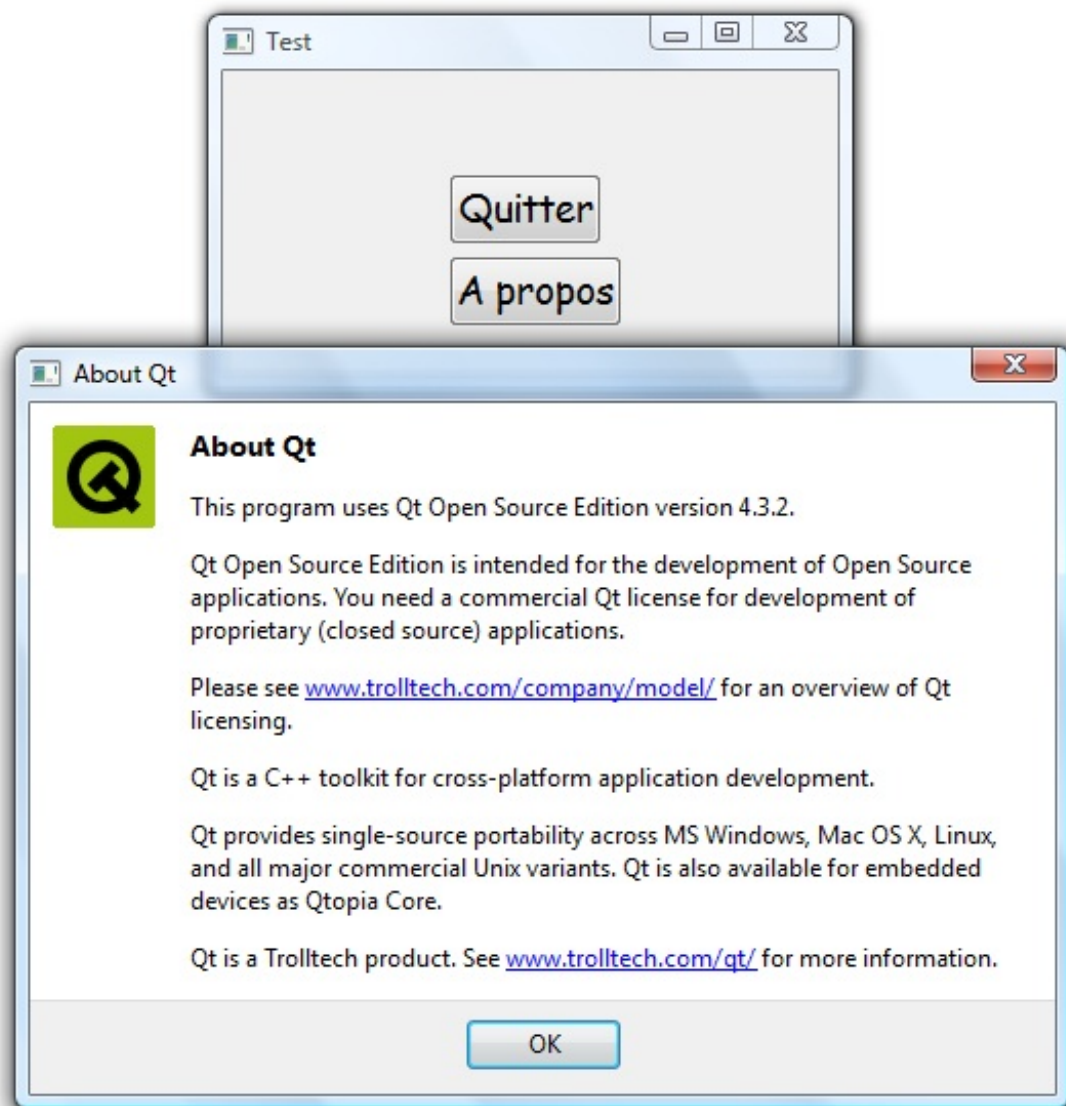 Test
Quitter
A propos
About Qt
About Qt
This program uses Qt Open Source Edition version 4.3.2.
Qt Open Source Edition is intended for the development of Open Source
applications. You need a commercial Qt license for development of
proprietary (closed source) applications.
Please see www.trolltech.com/company/model/ for an overview of Qt
licensing.
Qt is a C++ toolkit for cross-platform application development.
Qt provides single-source portability across MS Windows, Mac OS X, Linux,
and all major commercial Unix variants. Qt is also available for embedded
devices as Qtopia Core.
Qt is a Trolltech product. See www.trolltech.com/qt/ for more information.
OK